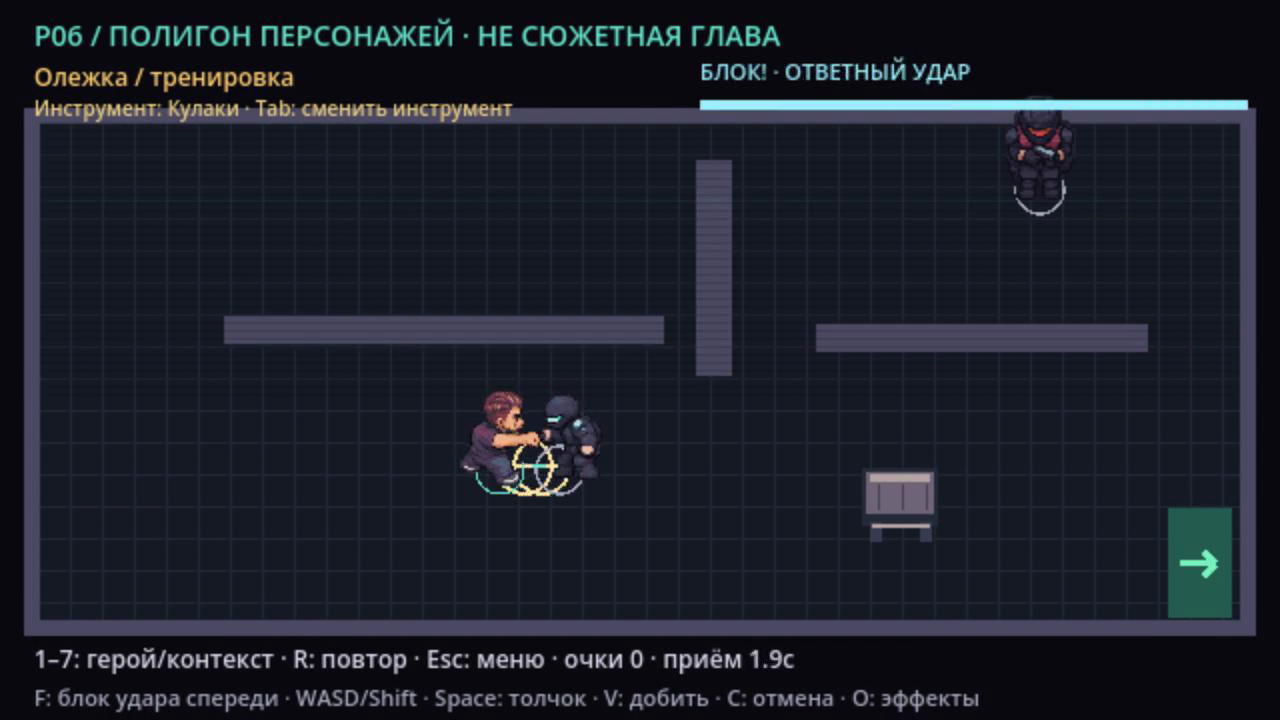 P06 / ПОЛИГОН ПЕРСОНАЖЕЙ · НЕ СЮЖЕТНАЯ ГЛАВА
Олежка / тренировка
БЛОК! · ОТВЕТНЫЙ УДАР
Инструмент: Кулаки · Tab: сменить инструмент
→
1–7: герой/контекст · R: повтор · Esc: меню · очки 0 · приём 1.9с
F: блок удара спереди · WASD/Shift · Space: толчок · V: добить · C: отмена · O: эффекты